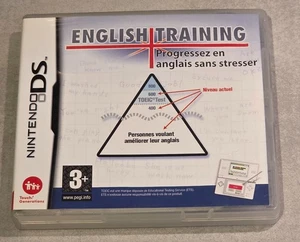 ENGLISH TRAINING
Progressez en
anglais sans stresser
NINTENDO DS
TOEIC® Test
Niveau actuel
Personnes voulant
améliorer leur anglais
3+
www.pegi.info
Touch!
Generations